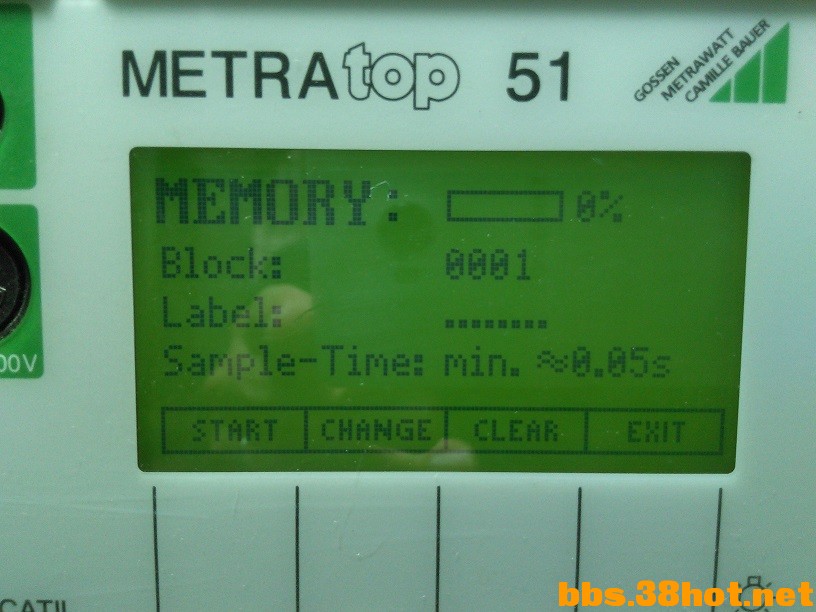 METRAtop 51
GOSSEN
METRAWATT
CAMILLE BAUER
MEMORY: 0%
Block: 0001
Label: ........
Sample-Time: min. ≈0.05s
START CHANGE CLEAR EXIT
00V
CATII
bbs.38hot.net